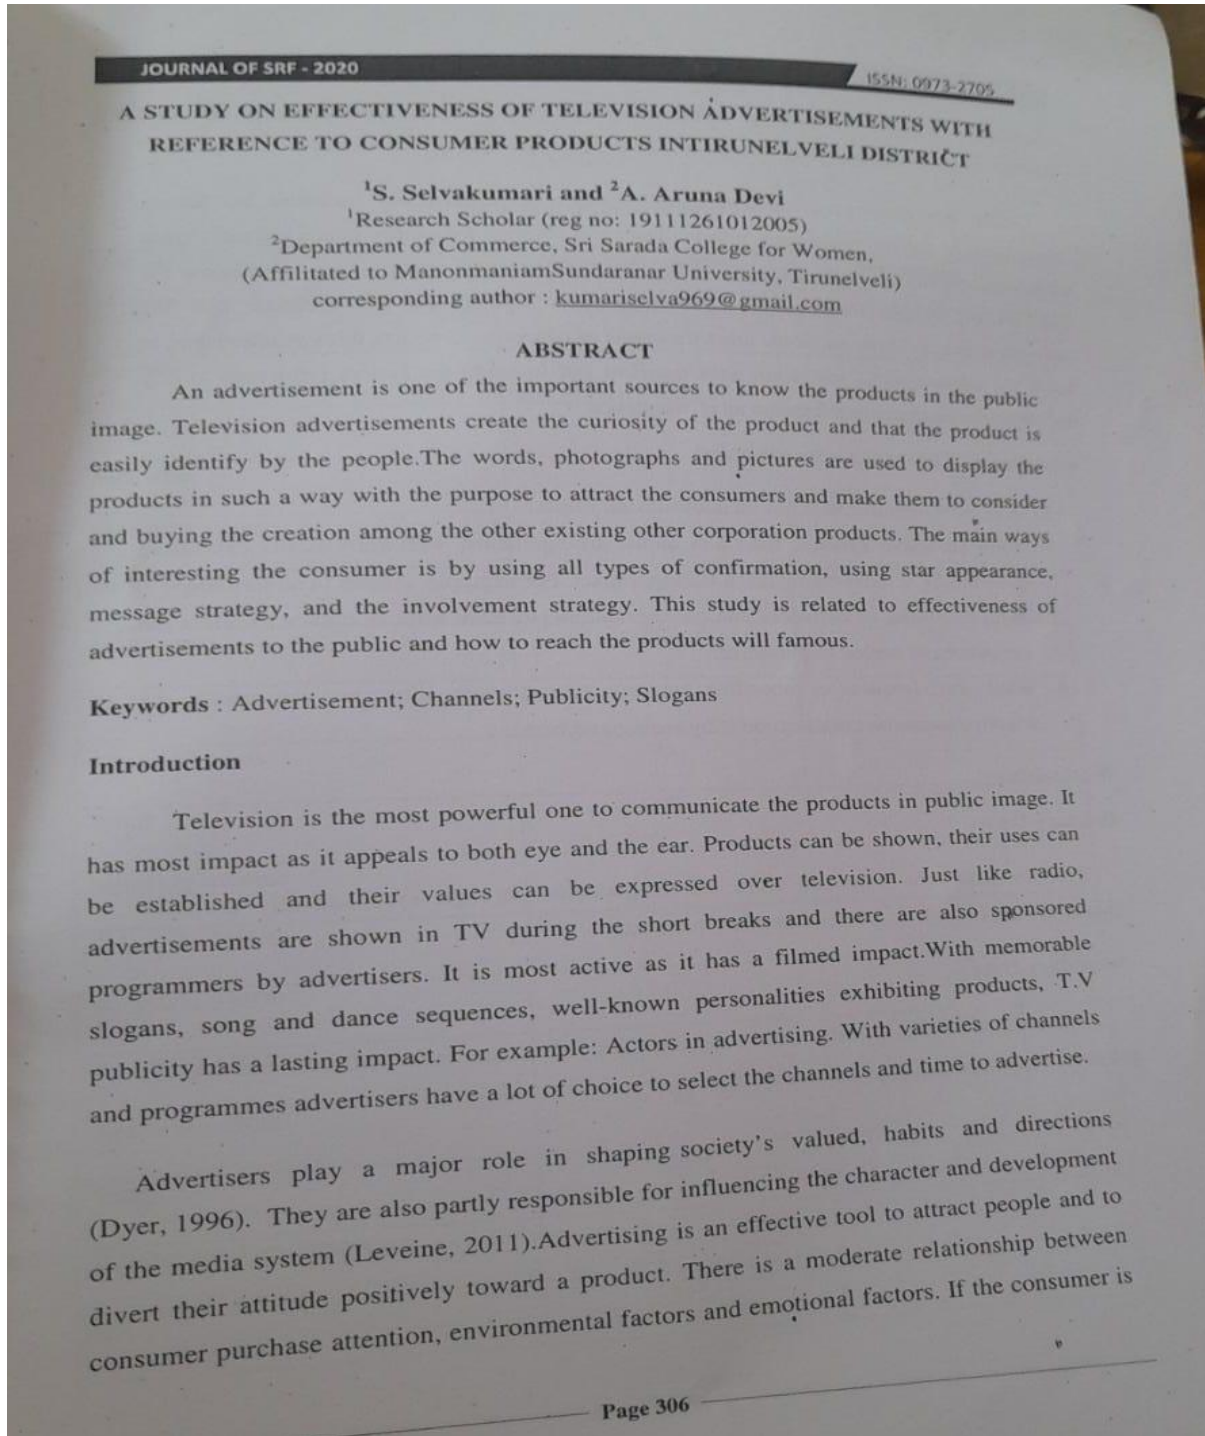 JOURNAL OF SRF - 2020
ISSN: 0973-2705
A STUDY ON EFFECTIVENESS OF TELEVISION ADVERTISEMENTS WITH
REFERENCE TO CONSUMER PRODUCTS INTIRUNELVELI DISTRICT
¹S. Selvakumari and ²A. Aruna Devi
¹Research Scholar (reg no: 19111261012005)
²Department of Commerce, Sri Sarada College for Women,
(Affilitated to ManonmaniamSundaranar University, Tirunelveli)
corresponding author : kumariselva969@gmail.com
ABSTRACT
An advertisement is one of the important sources to know the products in the public
image. Television advertisements create the curiosity of the product and that the product is
easily identify by the people.The words, photographs and pictures are used to display the
products in such a way with the purpose to attract the consumers and make them to consider
and buying the creation among the other existing other corporation products. The main ways
of interesting the consumer is by using all types of confirmation, using star appearance,
message strategy, and the involvement strategy. This study is related to effectiveness of
advertisements to the public and how to reach the products will famous.
Keywords : Advertisement; Channels; Publicity; Slogans
Introduction
Television is the most powerful one to communicate the products in public image. It
has most impact as it appeals to both eye and the ear. Products can be shown, their uses can
be established and their values can be expressed over television. Just like radio,
advertisements are shown in TV during the short breaks and there are also sponsored
programmers by advertisers. It is most active as it has a filmed impact.With memorable
slogans, song and dance sequences, well-known personalities exhibiting products, T.V
publicity has a lasting impact. For example: Actors in advertising. With varieties of channels
and programmes advertisers have a lot of choice to select the channels and time to advertise.
Advertisers play a major role in shaping society's valued, habits and directions
(Dyer, 1996). They are also partly responsible for influencing the character and development
of the media system (Leveine, 2011).Advertising is an effective tool to attract people and to
divert their attitude positively toward a product. There is a moderate relationship between
consumer purchase attention, environmental factors and emotional factors. If the consumer is
Page 306